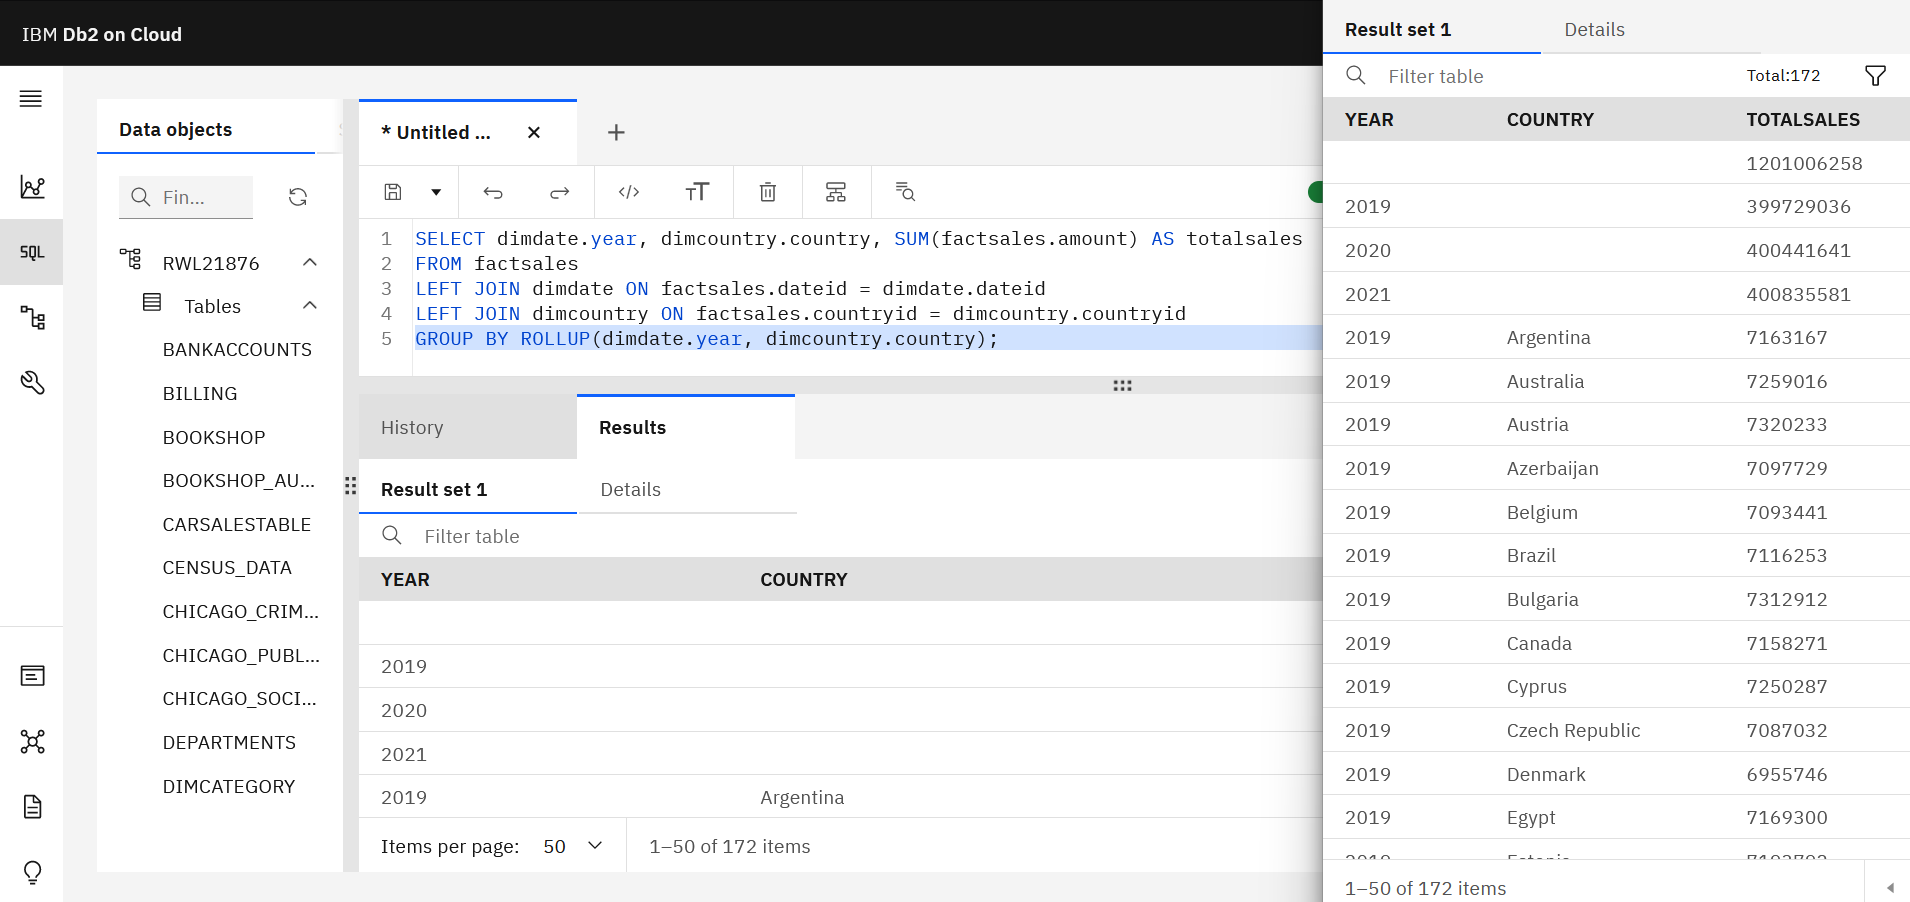 IBM Db2 on Cloud
Data objects
Fin...
RWL21876
Tables
BANKACCOUNTS
BILLING
BOOKSHOP
BOOKSHOP_AU...
CARSALESTABLE
CENSUS_DATA
CHICAGO_CRIM...
CHICAGO_PUBL...
CHICAGO_SOCI...
DEPARTMENTS
DIMCATEGORY
SQL
* Untitled ...
1 SELECT dimdate.year, dimcountry.country, SUM(factsales.amount) AS totalsales
2 FROM factsales
3 LEFT JOIN dimdate ON factsales.dateid = dimdate.dateid
4 LEFT JOIN dimcountry ON factsales.countryid = dimcountry.countryid
5 GROUP BY ROLLUP(dimdate.year, dimcountry.country);
History Results
Result set 1 Details
Filter table
YEAR COUNTRY
2019
2020
2021
2019 Argentina
Items per page: 50 1–50 of 172 items
Result set 1 Details
Filter table Total:172
YEAR COUNTRY TOTALSALES
1201006258
2019 399729036
2020 400441641
2021 400835581
2019 Argentina 7163167
2019 Australia 7259016
2019 Austria 7320233
2019 Azerbaijan 7097729
2019 Belgium 7093441
2019 Brazil 7116253
2019 Bulgaria 7312912
2019 Canada 7158271
2019 Cyprus 7250287
2019 Czech Republic 7087032
2019 Denmark 6955746
2019 Egypt 7169300
2019 Estonia
1–50 of 172 items